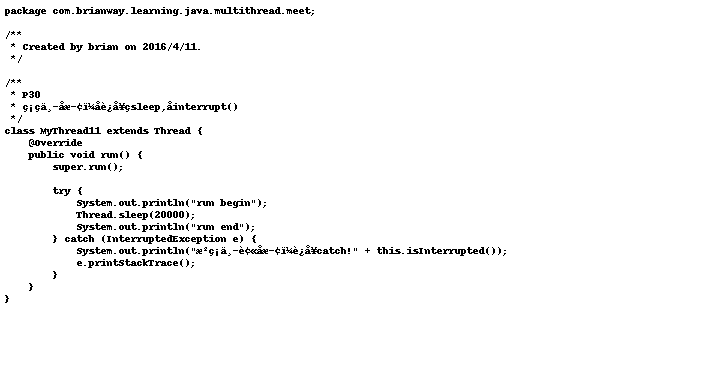 package com.brianway.learning.java.multithread.meet;
/**
 * Created by brian on 2016/4/11.
 */
/**
 * P30
 * ç¡çä¸­æ­¢ï¼åè¿å¥çsleep,åinterrupt()
 */
class MyThread11 extends Thread {
    @Override
    public void run() {
        super.run();
        try {
            System.out.println("run begin");
            Thread.sleep(20000);
            System.out.println("run end");
        } catch (InterruptedException e) {
            System.out.println("æ²ç¡ä¸­è¢«åæ­¢ï¼è¿å¥catch!" + this.isInterrupted());
            e.printStackTrace();
        }
    }
}